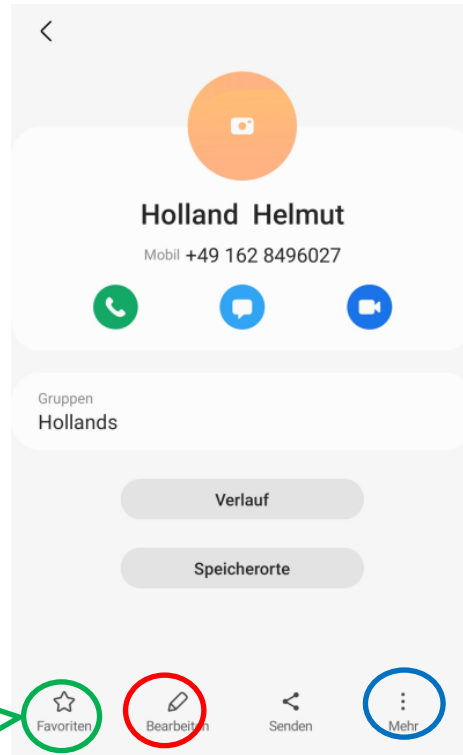 Holland Helmut
Mobil +49 162 8496027
Gruppen
Hollands
Verlauf
Speicherorte
Favoriten Bearbeiten Senden Mehr